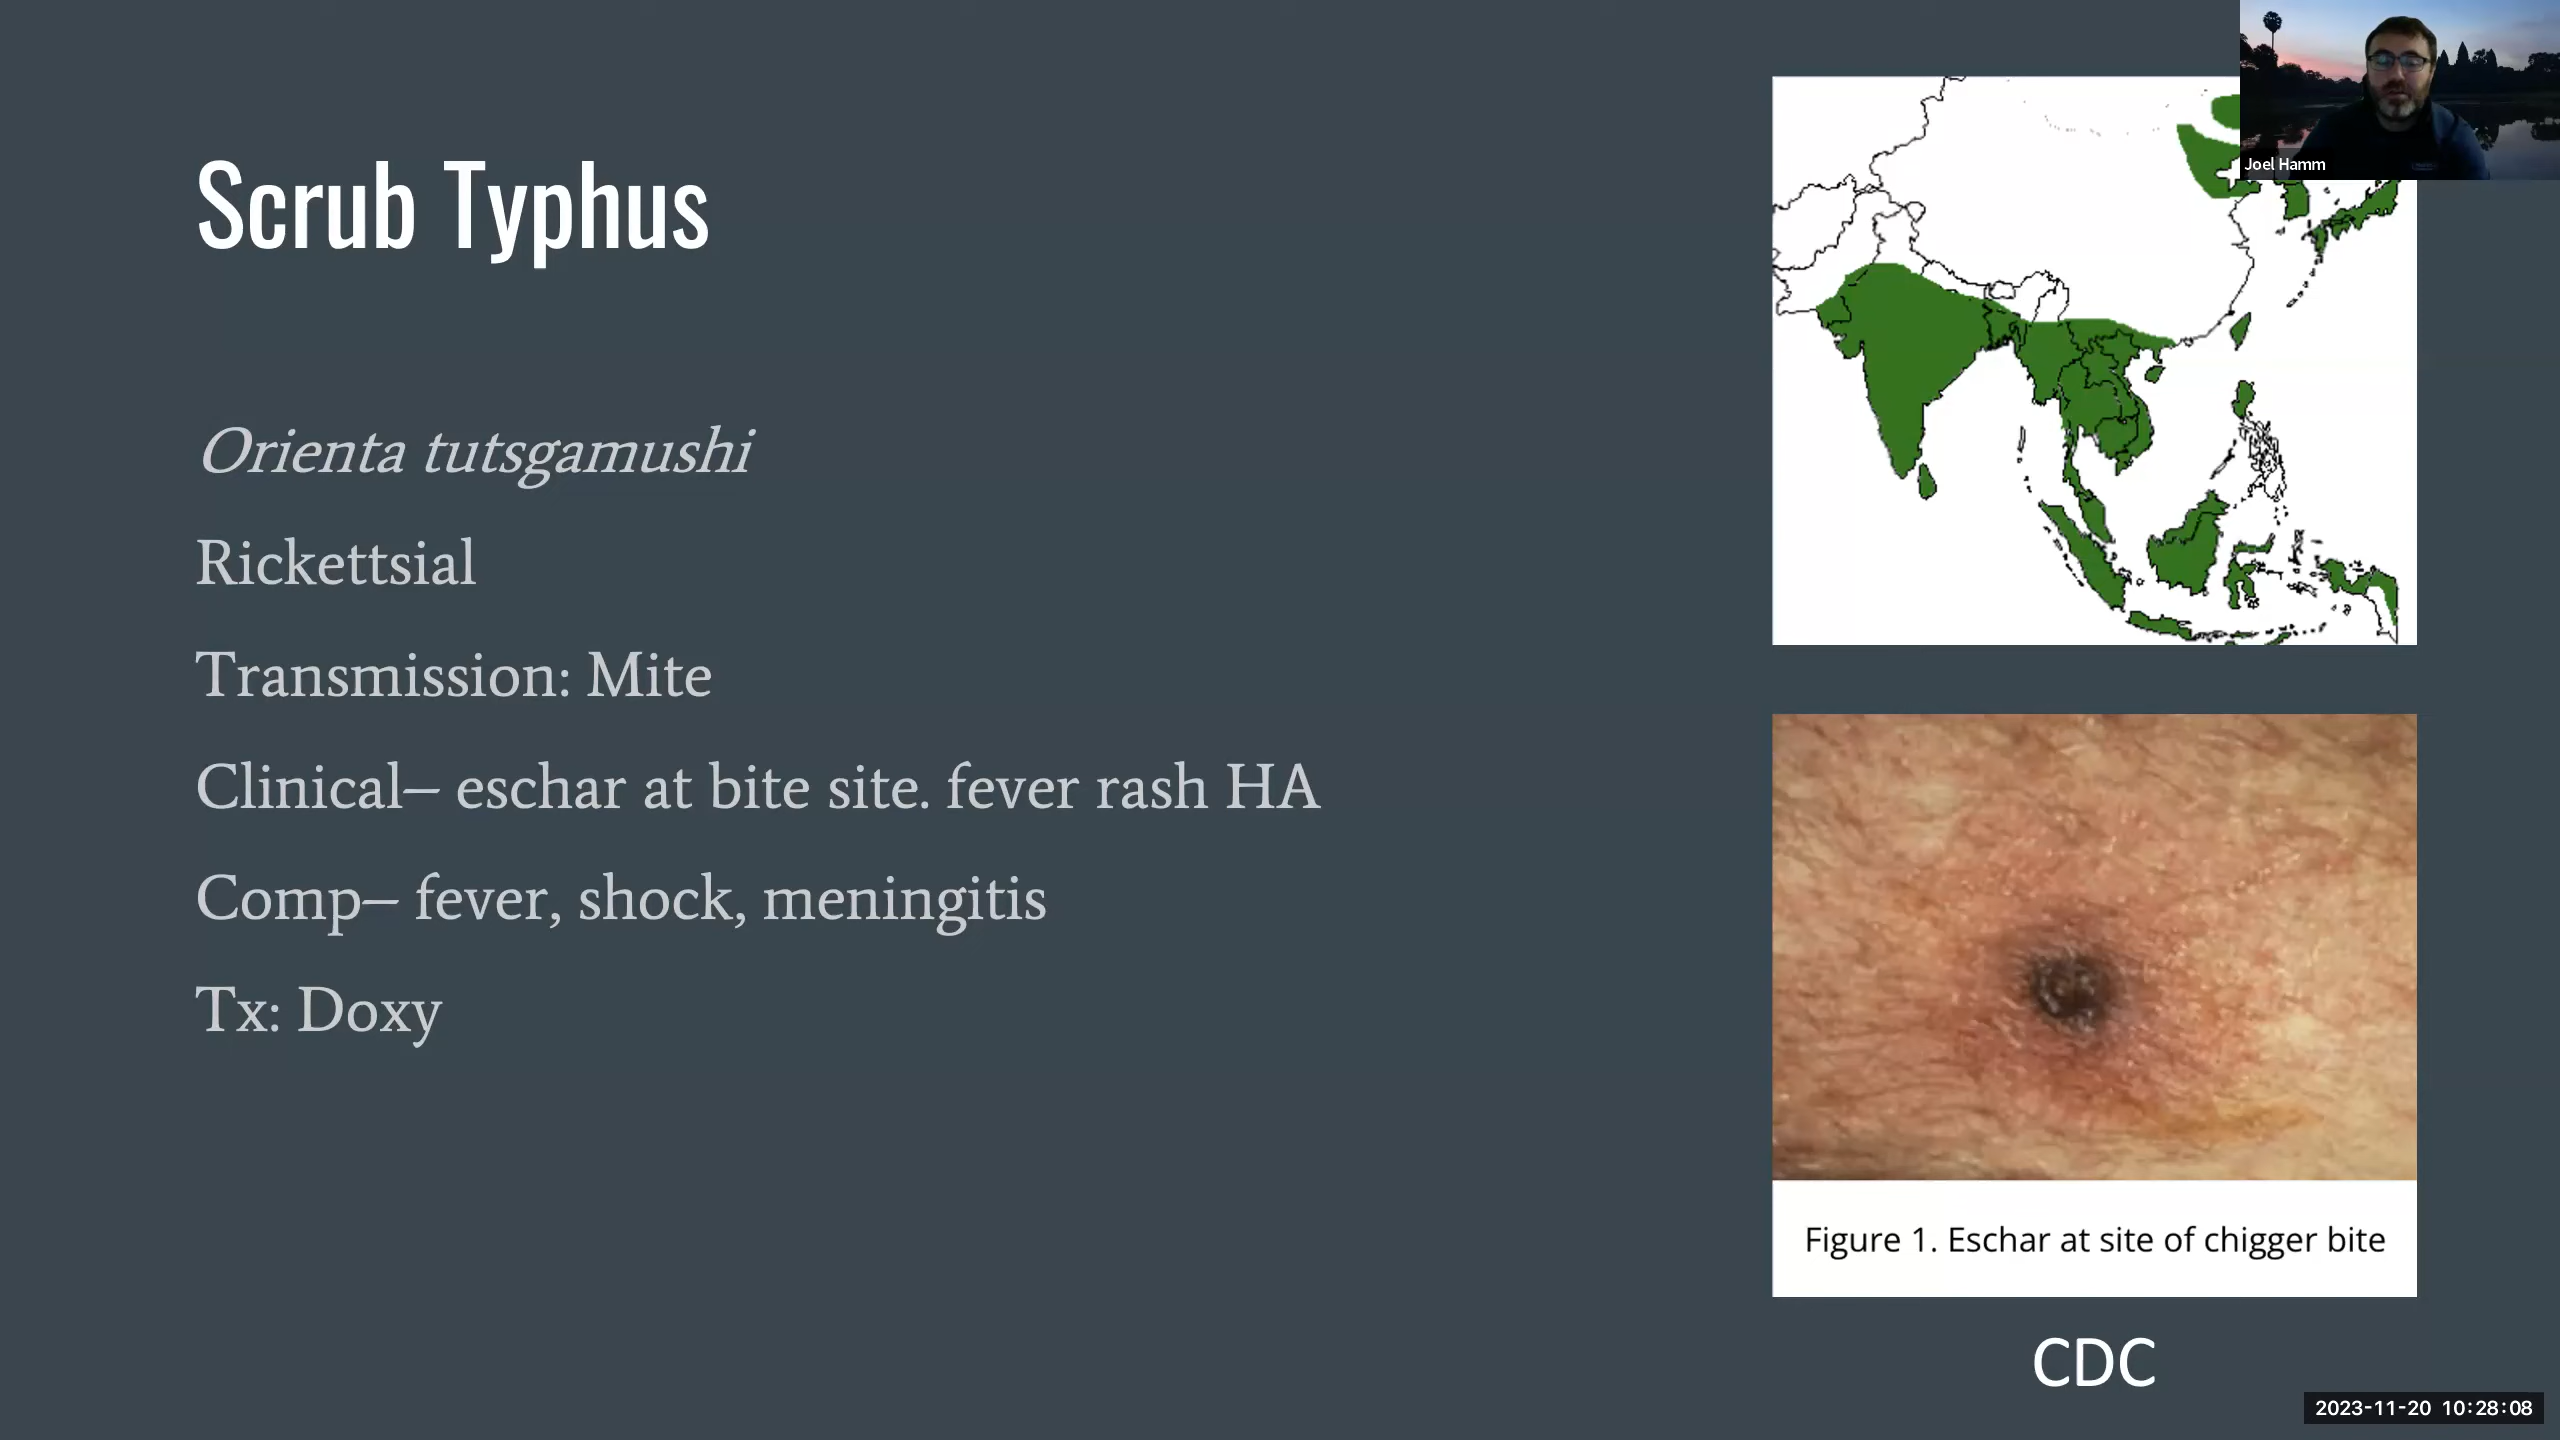 Joel Hamm
Scrub Typhus
Orienta tutsgamushi
Rickettsial
Transmission: Mite
Clinical– eschar at bite site. fever rash HA
Comp– fever, shock, meningitis
Tx: Doxy
Figure 1. Eschar at site of chigger bite
CDC
2023-11-20 10:28:08